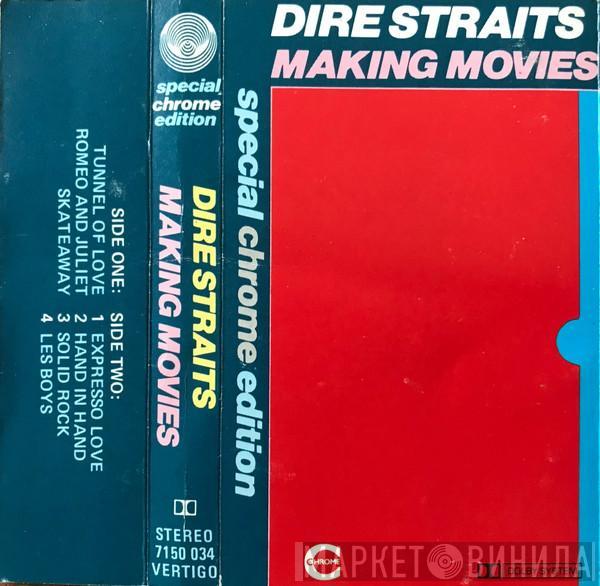 DIRE STRAITS
MAKING MOVIES
special chrome edition
special
chrome
edition
DIRE STRAITS
MAKING MOVIES
STEREO
7150 034
VERTIGO
SIDE ONE:
TUNNEL OF LOVE
ROMEO AND JULIET
SKATEAWAY
SIDE TWO:
1 EXPRESSO LOVE
2 HAND IN HAND
3 SOLID ROCK
4 LES BOYS
CHROME
DOLBY SYSTEM
МАРКЕТ ВИНИЛА